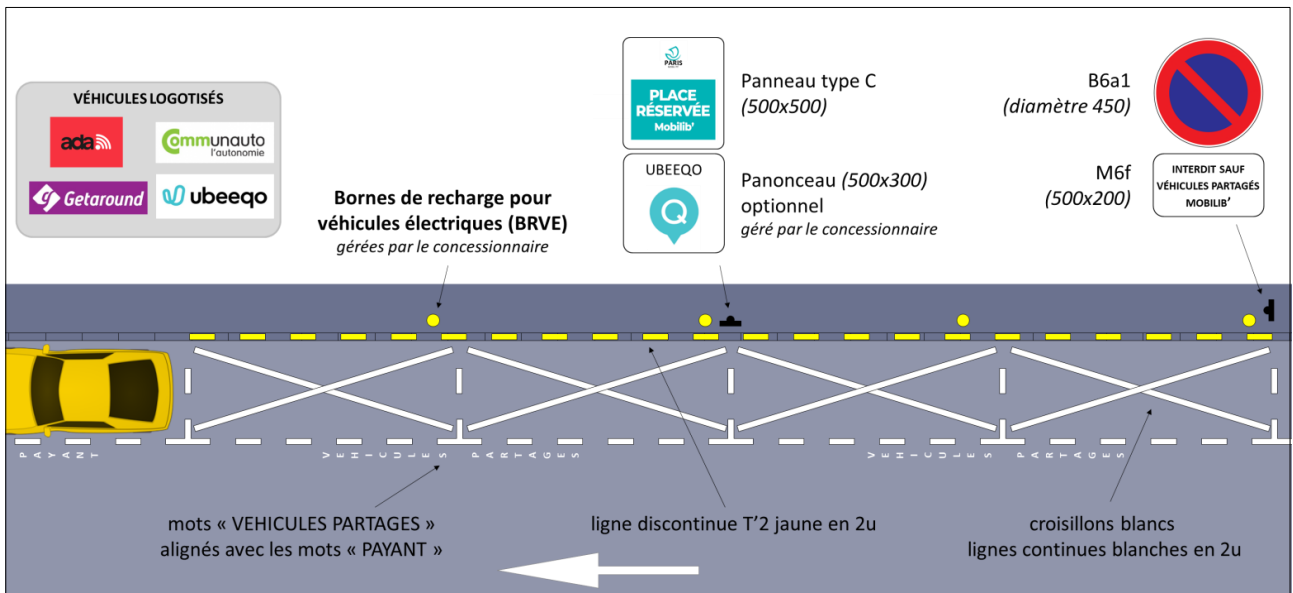 VÉHICULES LOGOTISÉS
ada
Communauto
l'autonomie
Getaround
ubeeqo
Bornes de recharge pour
véhicules électriques (BRVE)
gérées par le concessionnaire
PARIS
PLACE
RÉSERVÉE
Mobilib'
UBEEQO
Q
Panneau type C
(500x500)
Panonceau (500x300)
optionnel
géré par le concessionnaire
B6a1
(diamètre 450)
M6f
(500x200)
INTERDIT SAUF
VÉHICULES PARTAGÉS
MOBILIB'
PAYANT
VEHICULES
PARTAGES
VEHICULES
PARTAGES
mots « VEHICULES PARTAGES »
alignés avec les mots « PAYANT »
ligne discontinue T'2 jaune en 2u
croisillons blancs
lignes continues blanches en 2u